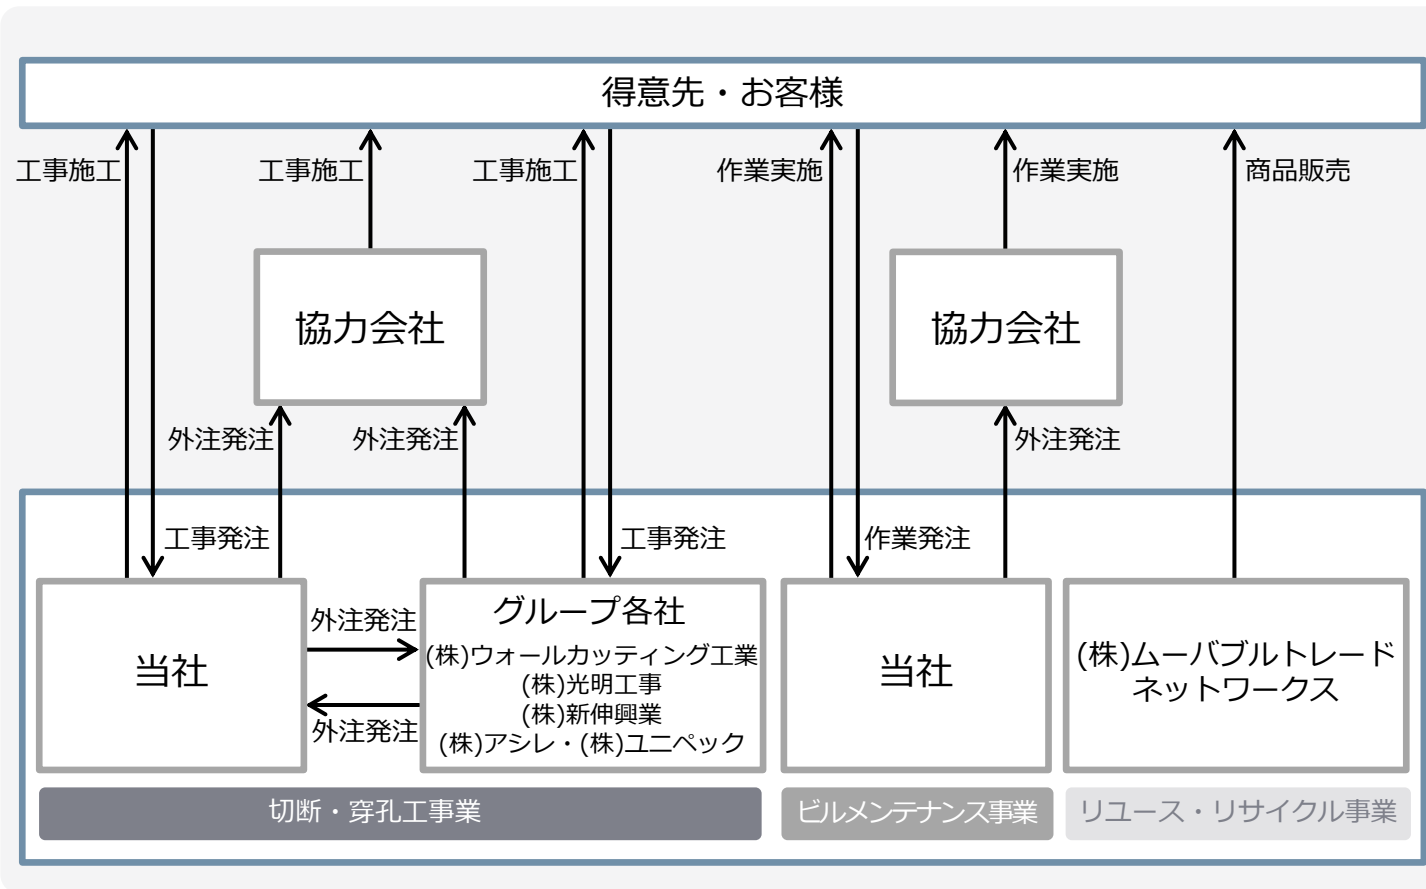 得意先・お客様
工事施工
工事施工
工事施工
作業実施
作業実施
商品販売
協力会社
協力会社
外注発注
外注発注
外注発注
工事発注
工事発注
作業発注
当社
外注発注
外注発注
グループ各社
(株)ウォールカッティング工業
(株)光明工事
(株)新伸興業
(株)アシレ・(株)ユニペック
当社
(株)ムーバブルトレード
ネットワークス
切断・穿孔工事業
ビルメンテナンス事業
リユース・リサイクル事業